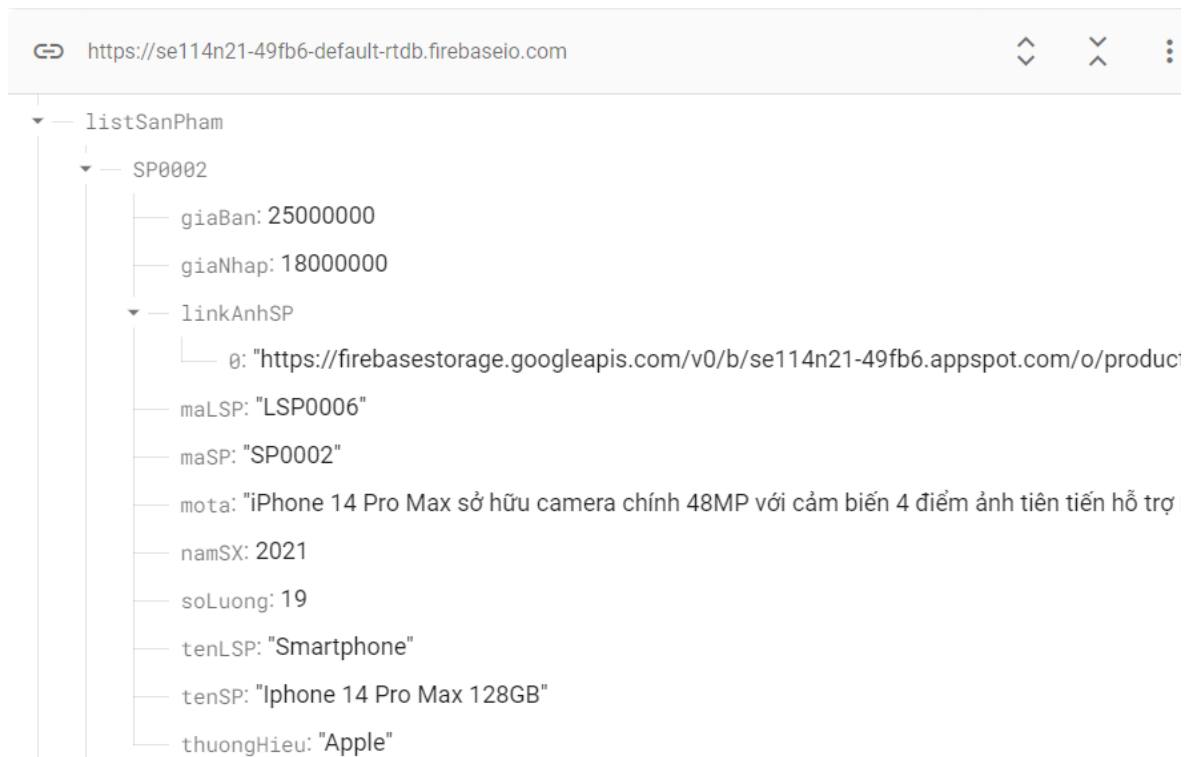 https://se114n21-49fb6-default-rtdb.firebaseio.com
listSanPham
SP0002
giaBan: 25000000
giaNhap: 18000000
linkAnhSP
0: "https://firebasestorage.googleapis.com/v0/b/se114n21-49fb6.appspot.com/o/product
maLSP: "LSP0006"
maSP: "SP0002"
mota: "iPhone 14 Pro Max sở hữu camera chính 48MP với cảm biến 4 điểm ảnh tiên tiến hỗ trợ
namSX: 2021
soLuong: 19
tenLSP: "Smartphone"
tenSP: "Iphone 14 Pro Max 128GB"
thuongHieu: "Apple"